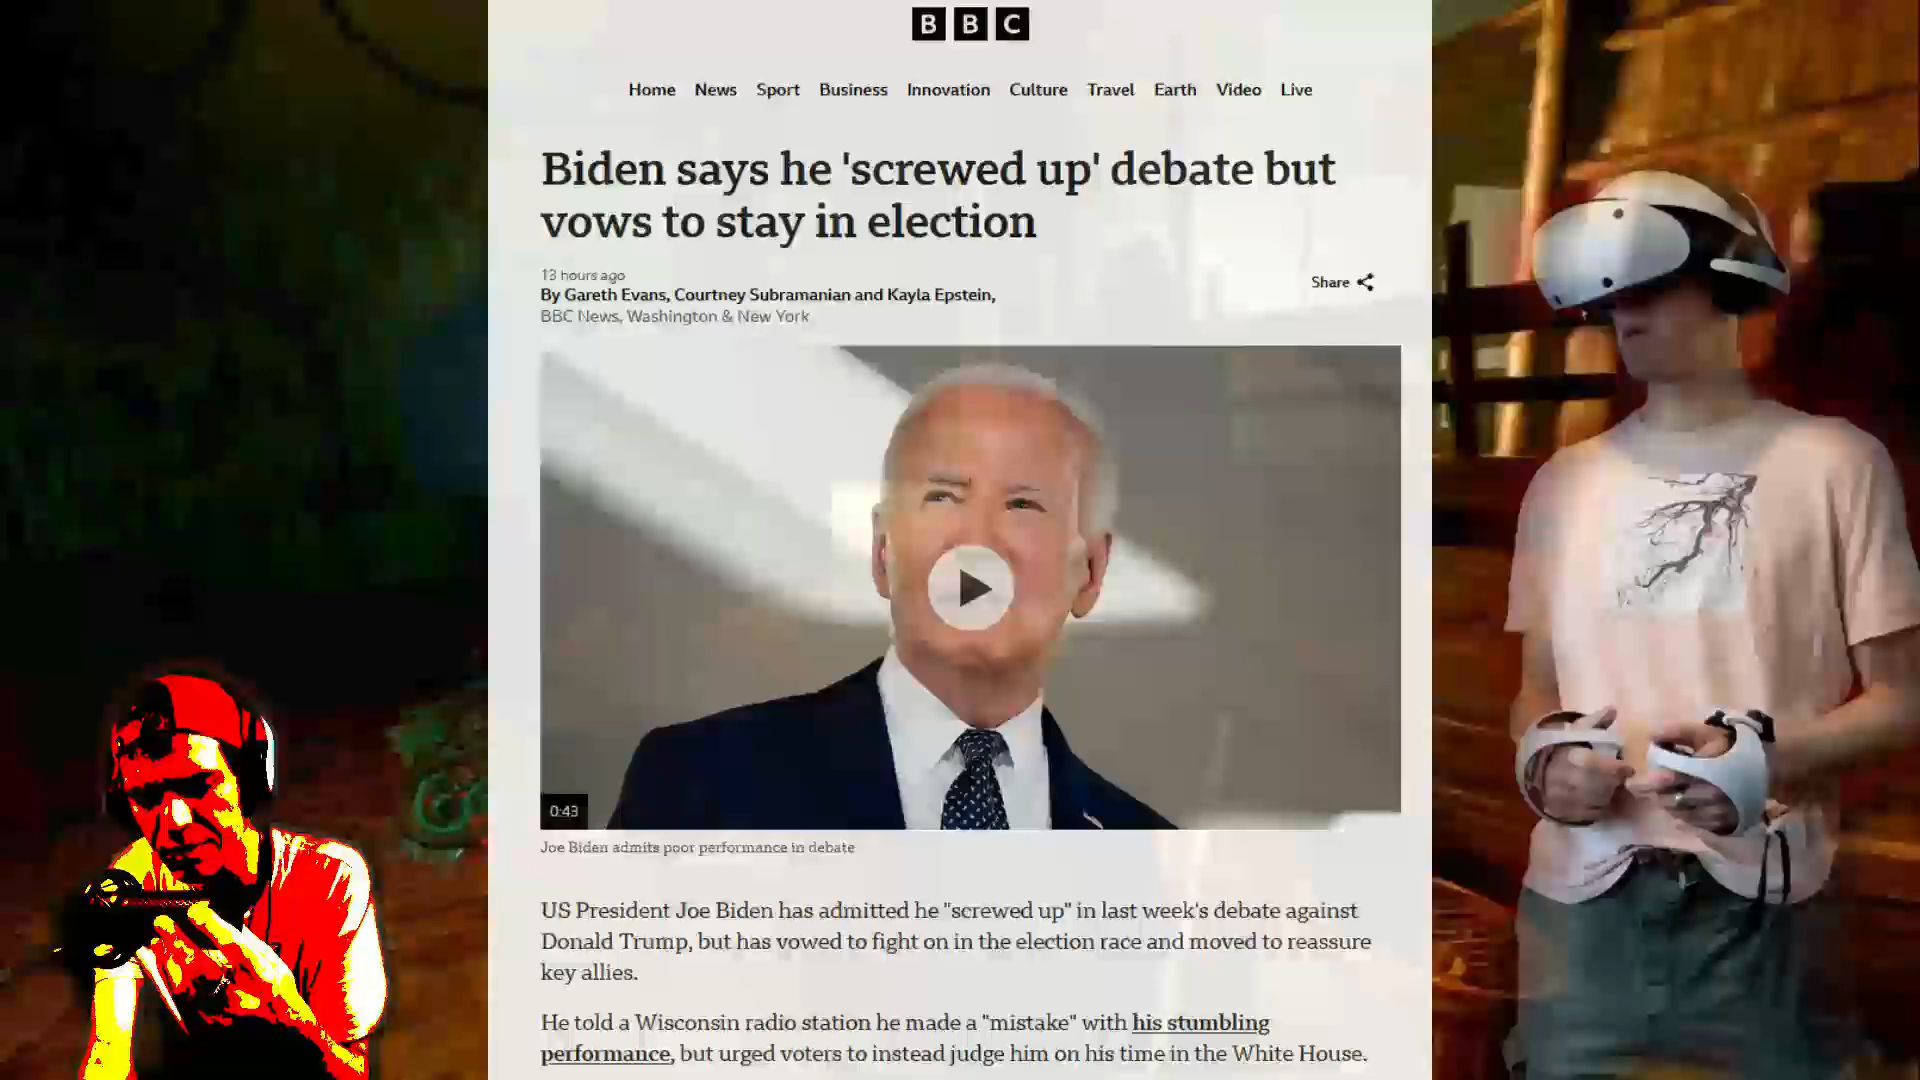 BBC
Home News Sport Business Innovation Culture Travel Earth Video Live
Biden says he 'screwed up' debate but
vows to stay in election
13 hours ago
By Gareth Evans, Courtney Subramanian and Kayla Epstein,
BBC News, Washington & New York
Share
0:43
Joe Biden admits poor performance in debate
US President Joe Biden has admitted he "screwed up" in last week's debate against
Donald Trump, but has vowed to fight on in the election race and moved to reassure
key allies.
He told a Wisconsin radio station he made a "mistake" with his stumbling
performance, but urged voters to instead judge him on his time in the White House.